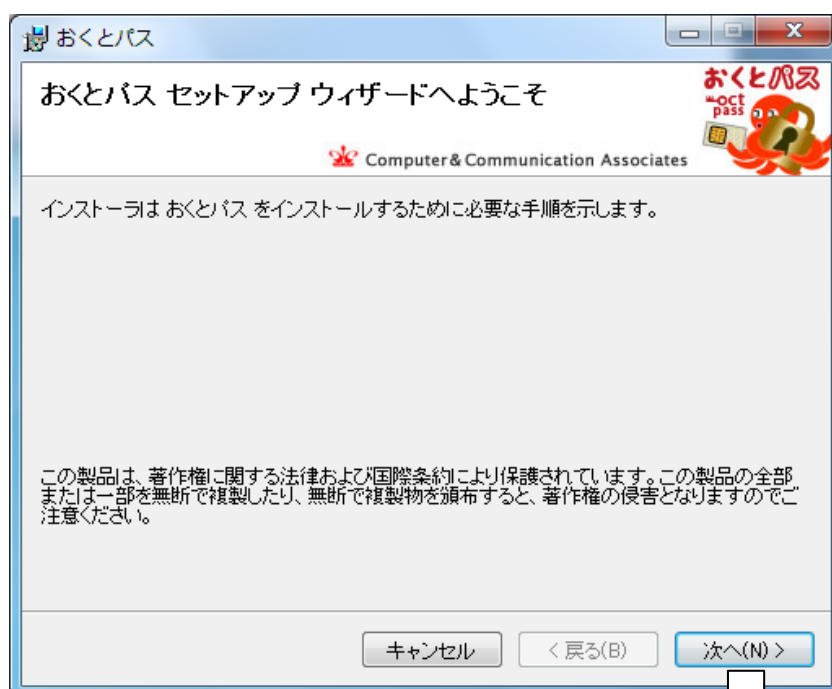 おくとパス
おくとパス セットアップ ウィザードへようこそ
おくとパス
oct
pass
Computer & Communication Associates
インストーラは おくとパス をインストールするために必要な手順を示します。
この製品は、著作権に関する法律および国際条約により保護されています。この製品の全部
または一部を無断で複製したり、無断で複製物を頒布すると、著作権の侵害となりますのでご
注意ください。
キャンセル
< 戻る(B)
次へ(N) >